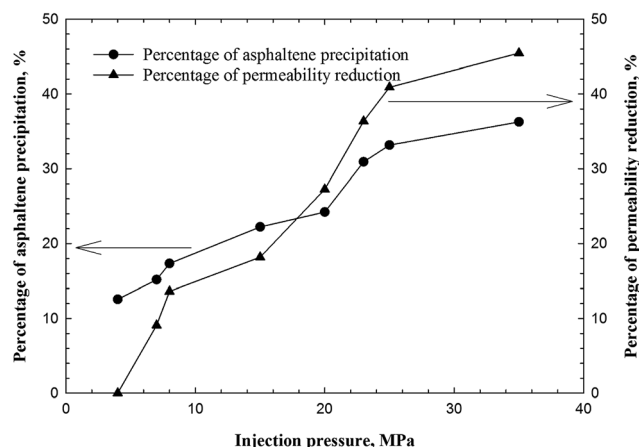 Percentage of asphaltene precipitation, %
50
40
30
20
10
0
Percentage of asphaltene precipitation
Percentage of permeability reduction
50
40
30
20
10
0
Percentage of permeability reduction, %
0 10 20 30 40
Injection pressure, MPa